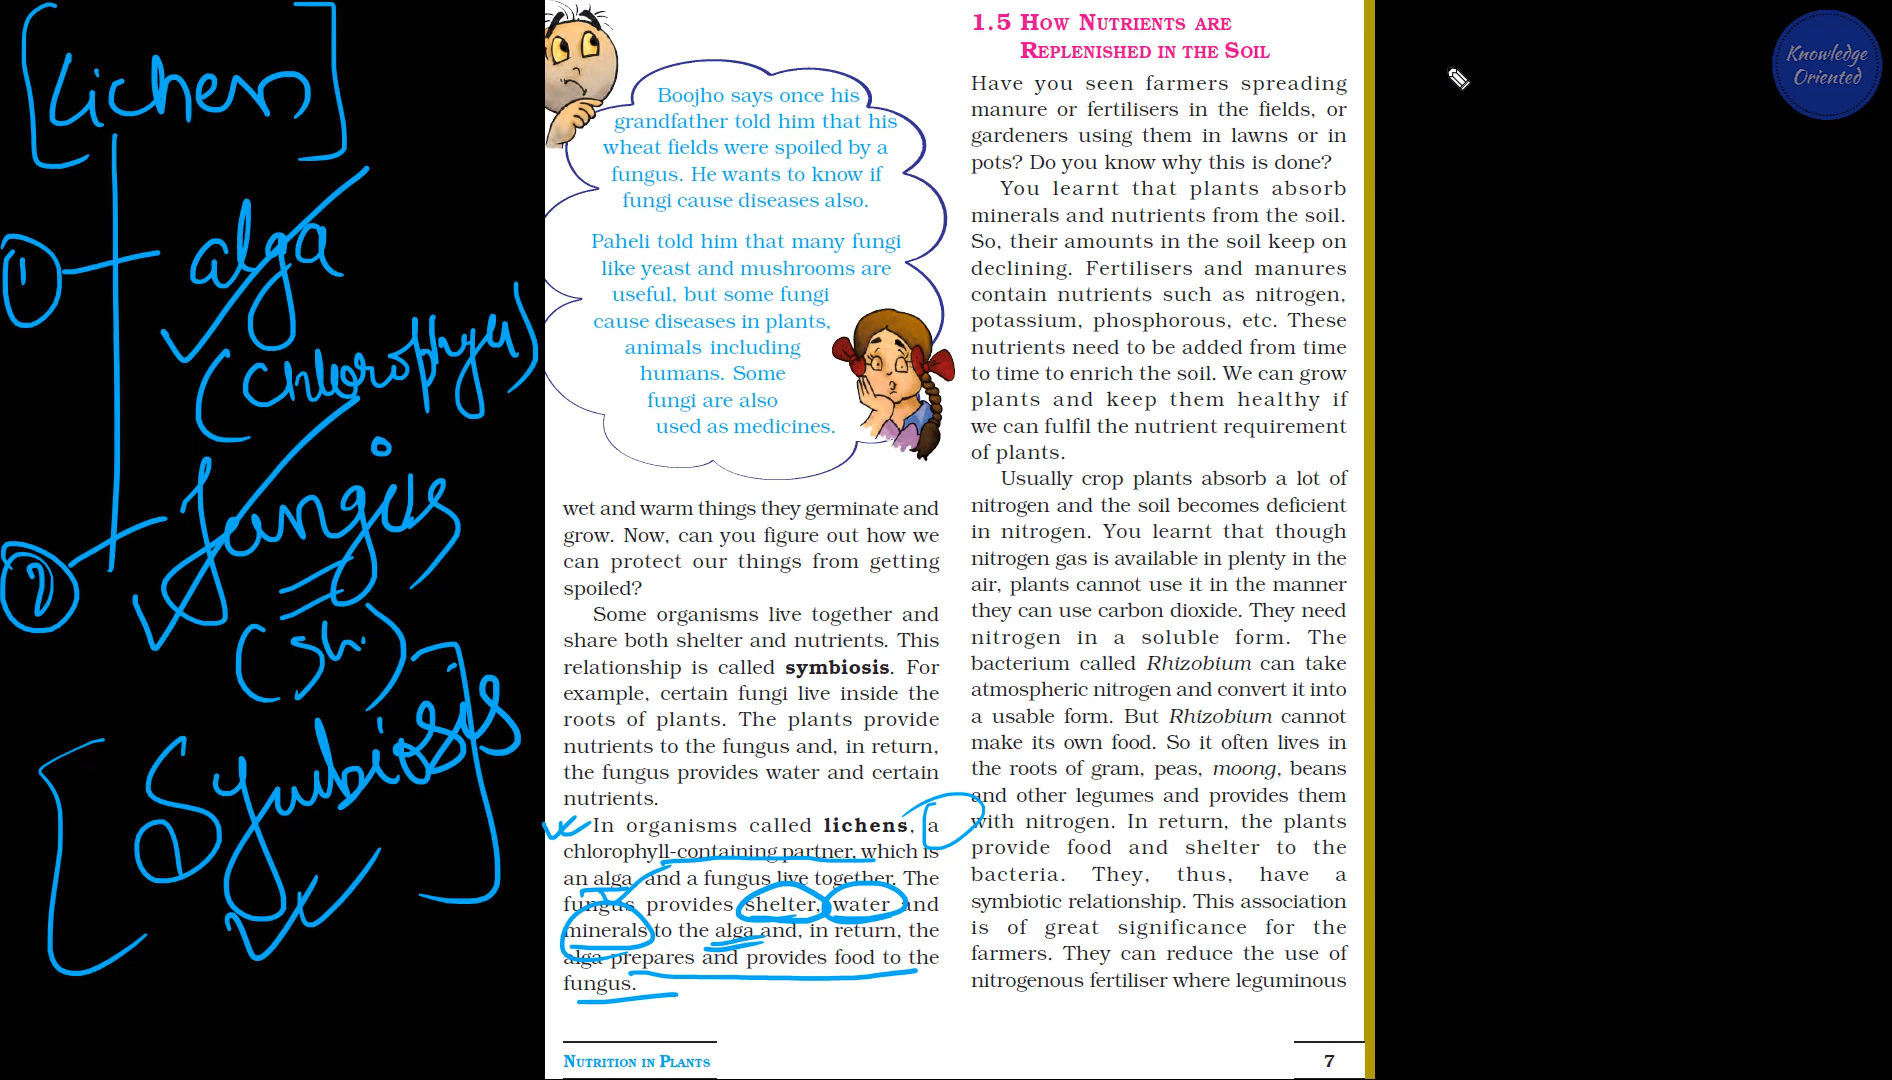 [Lichen]
1
alga
(Chlorophyll)
2
fungus
(Sh.)
[Symbiosis]
Boojho says once his
grandfather told him that his
wheat fields were spoiled by a
fungus. He wants to know if
fungi cause diseases also.
Paheli told him that many fungi
like yeast and mushrooms are
useful, but some fungi
cause diseases in plants,
animals including
humans. Some
fungi are also
used as medicines.
wet and warm things they germinate and
grow. Now, can you figure out how we
can protect our things from getting
spoiled?
Some organisms live together and
share both shelter and nutrients. This
relationship is called symbiosis. For
example, certain fungi live inside the
roots of plants. The plants provide
nutrients to the fungus and, in return,
the fungus provides water and certain
nutrients.
In organisms called lichens, a
chlorophyll-containing partner, which is
an alga, and a fungus live together. The
fungus provides shelter, water and
minerals to the alga and, in return, the
alga prepares and provides food to the
fungus.
NUTRITION IN PLANTS
1.5 HOW NUTRIENTS ARE
REPLENISHED IN THE SOIL
Have you seen farmers spreading
manure or fertilisers in the fields, or
gardeners using them in lawns or in
pots? Do you know why this is done?
You learnt that plants absorb
minerals and nutrients from the soil.
So, their amounts in the soil keep on
declining. Fertilisers and manures
contain nutrients such as nitrogen,
potassium, phosphorous, etc. These
nutrients need to be added from time
to time to enrich the soil. We can grow
plants and keep them healthy if
we can fulfil the nutrient requirement
of plants.
Usually crop plants absorb a lot of
nitrogen and the soil becomes deficient
in nitrogen. You learnt that though
nitrogen gas is available in plenty in the
air, plants cannot use it in the manner
they can use carbon dioxide. They need
nitrogen in a soluble form. The
bacterium called Rhizobium can take
atmospheric nitrogen and convert it into
a usable form. But Rhizobium cannot
make its own food. So it often lives in
the roots of gram, peas, moong, beans
and other legumes and provides them
with nitrogen. In return, the plants
provide food and shelter to the
bacteria. They, thus, have a
symbiotic relationship. This association
is of great significance for the
farmers. They can reduce the use of
nitrogenous fertiliser where leguminous
7
Knowledge
Oriented